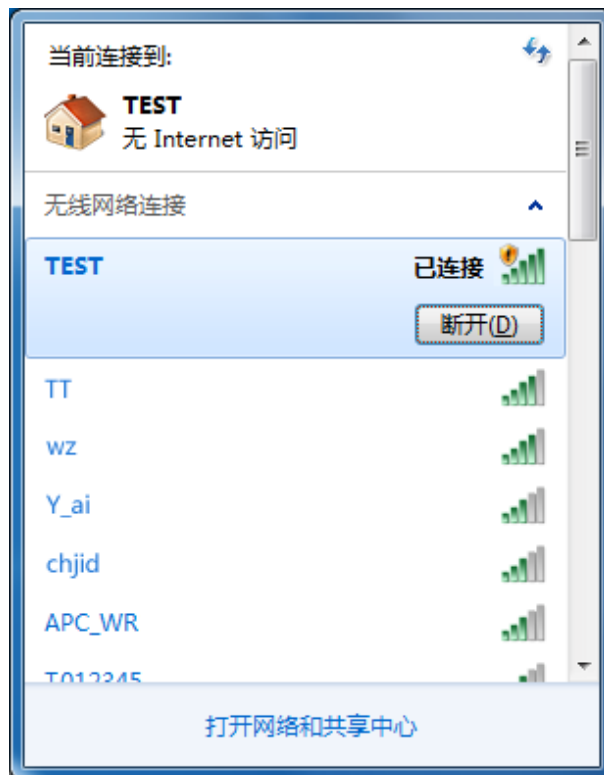 当前连接到:
TEST
无 Internet 访问
无线网络连接
TEST 已连接
断开(D)
TT
wz
Y_ai
chjid
APC_WR
T012345
打开网络和共享中心